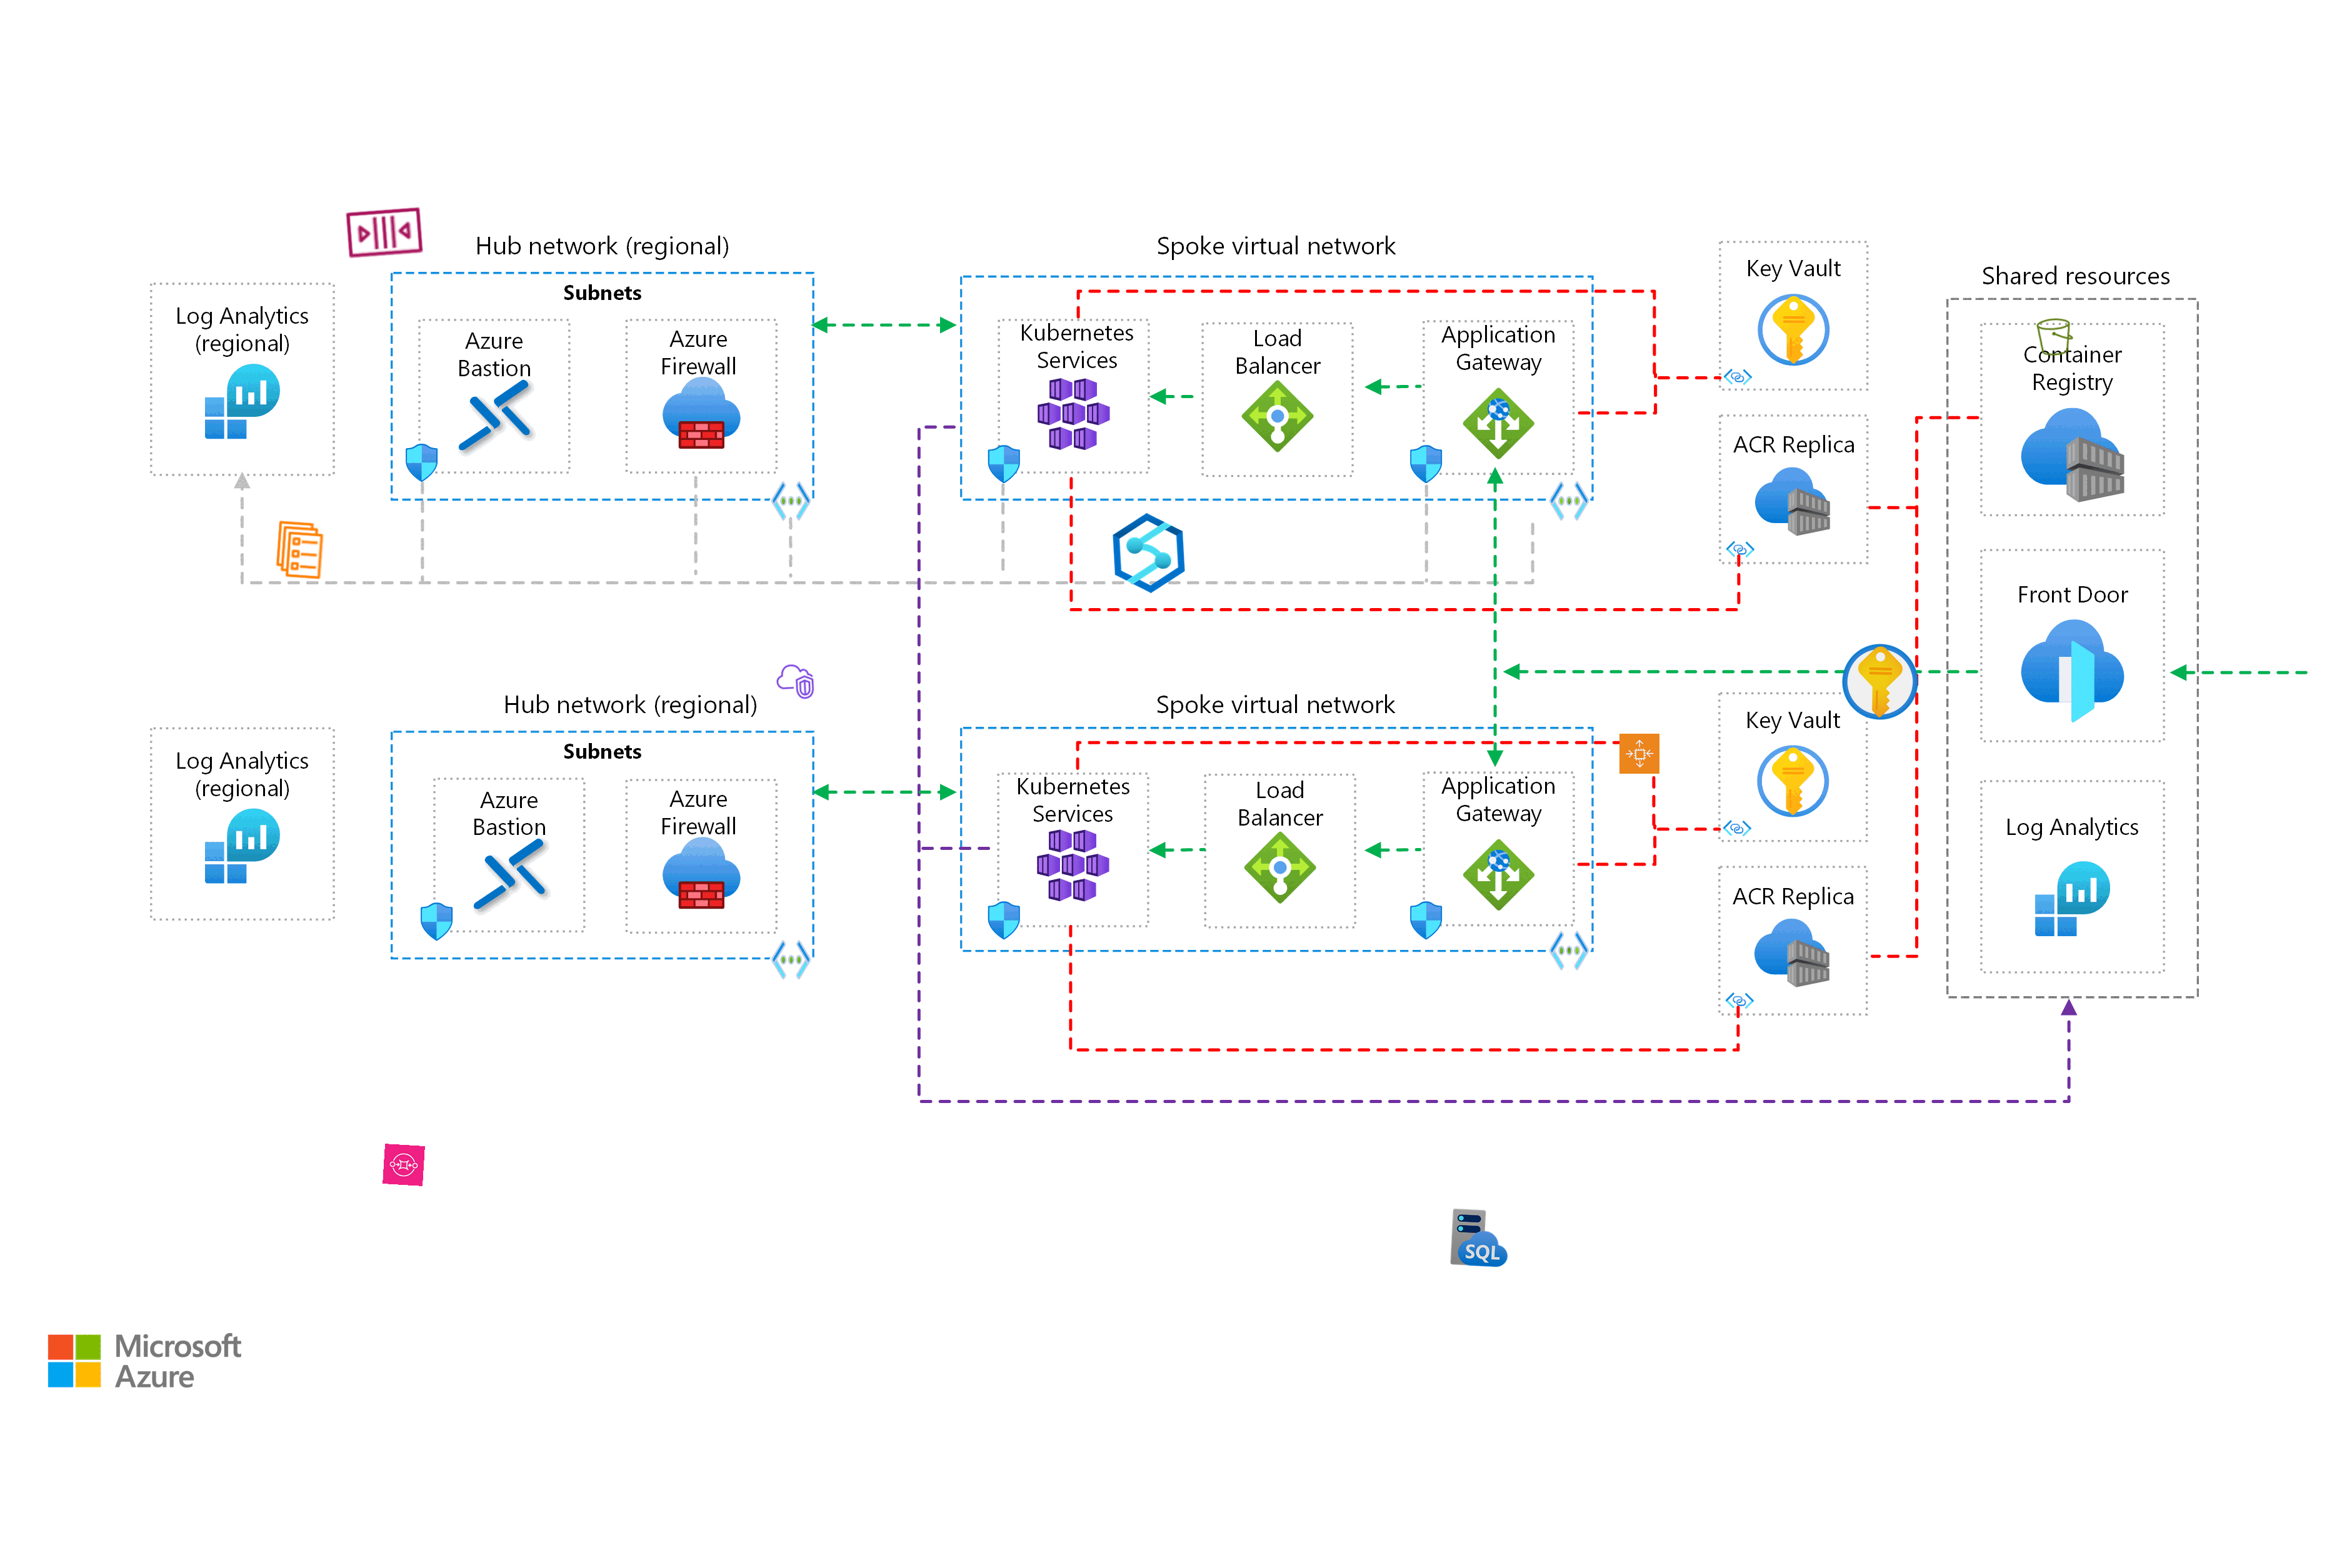 Hub network (regional)
Spoke virtual network
Shared resources
Log Analytics
(regional)
Subnets
Azure
Bastion
Azure
Firewall
Kubernetes
Services
Load
Balancer
Application
Gateway
Key Vault
ACR Replica
Container
Registry
Front Door
Log Analytics
Hub network (regional)
Spoke virtual network
Log Analytics
(regional)
Subnets
Azure
Bastion
Azure
Firewall
Kubernetes
Services
Load
Balancer
Application
Gateway
Key Vault
ACR Replica
SQL
Microsoft
Azure